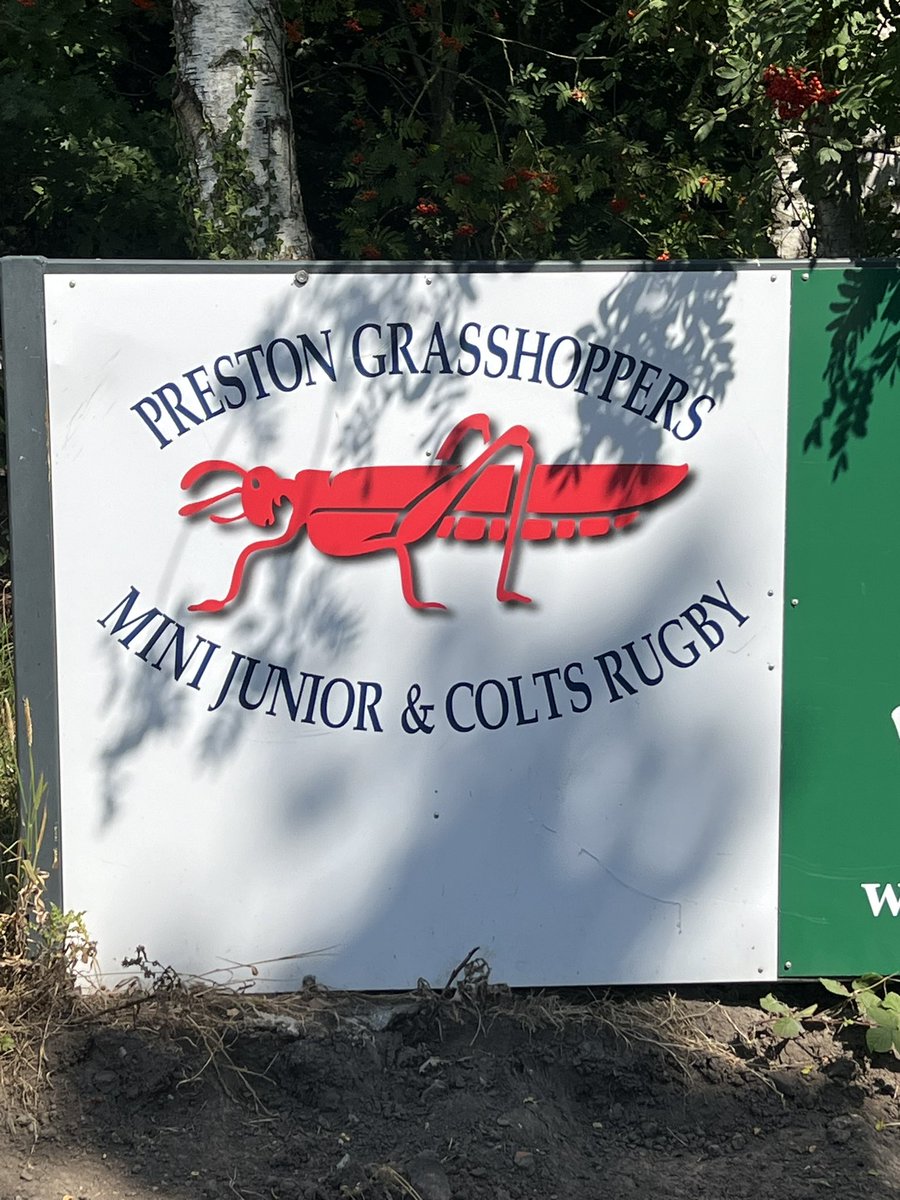 PRESTON GRASSHOPPERS
MINI JUNIOR & COLTS RUGBY
w